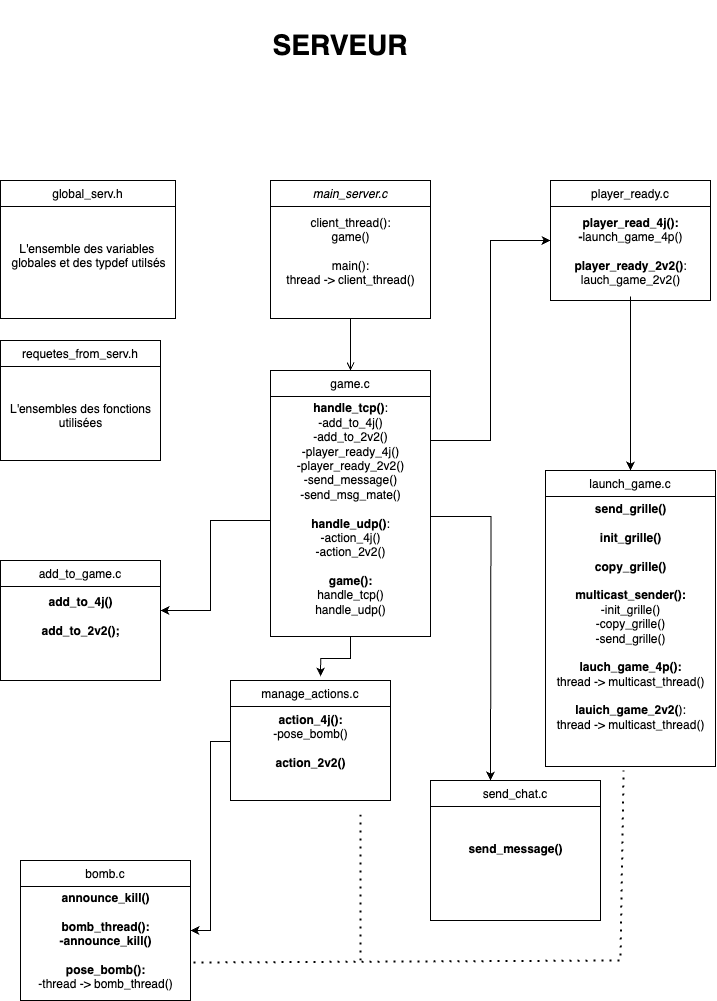 SERVEUR
global_serv.h
L'ensemble des variables
globales et des typdef utilsés
main_server.c
client_thread():
game()
main():
thread -> client_thread()
player_ready.c
player_read_4j():
-launch_game_4p()
player_ready_2v2():
lauch_game_2v2()
requetes_from_serv.h
L'ensembles des fonctions
utilisées
game.c
handle_tcp():
-add_to_4j()
-add_to_2v2()
-player_ready_4j()
-player_ready_2v2()
-send_message()
-send_msg_mate()
handle_udp():
-action_4j()
-action_2v2()
game():
handle_tcp()
handle_udp()
launch_game.c
send_grille()
init_grille()
copy_grille()
multicast_sender():
-init_grille()
-copy_grille()
-send_grille()
lauch_game_4p():
thread -> multicast_thread()
lauich_game_2v2():
thread -> multicast_thread()
add_to_game.c
add_to_4j()
add_to_2v2();
manage_actions.c
action_4j():
-pose_bomb()
action_2v2()
send_chat.c
send_message()
bomb.c
announce_kill()
bomb_thread():
-announce_kill()
pose_bomb():
-thread -> bomb_thread()